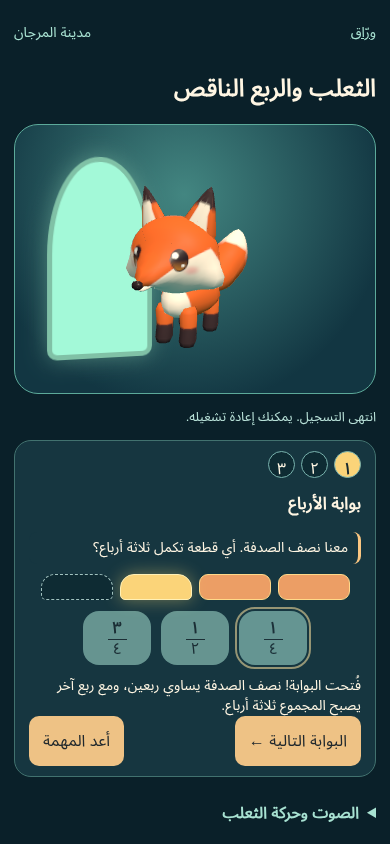 ورّاق
مدينة المرجان
الثعلب والربع الناقص
انتهى التسجيل. يمكنك إعادة تشغيله.
١ ٢ ٣
بوابة الأرباع
معنا نصف الصدفة. أي قطعة تكمل ثلاثة أرباع؟
١/٤ ١/٢ ٣/٤
فُتحت البوابة! نصف الصدفة يساوي ربعين، ومع ربع آخر
يصبح المجموع ثلاثة أرباع.
البوابة التالية ←
أعد المهمة
الصوت وحركة الثعلب